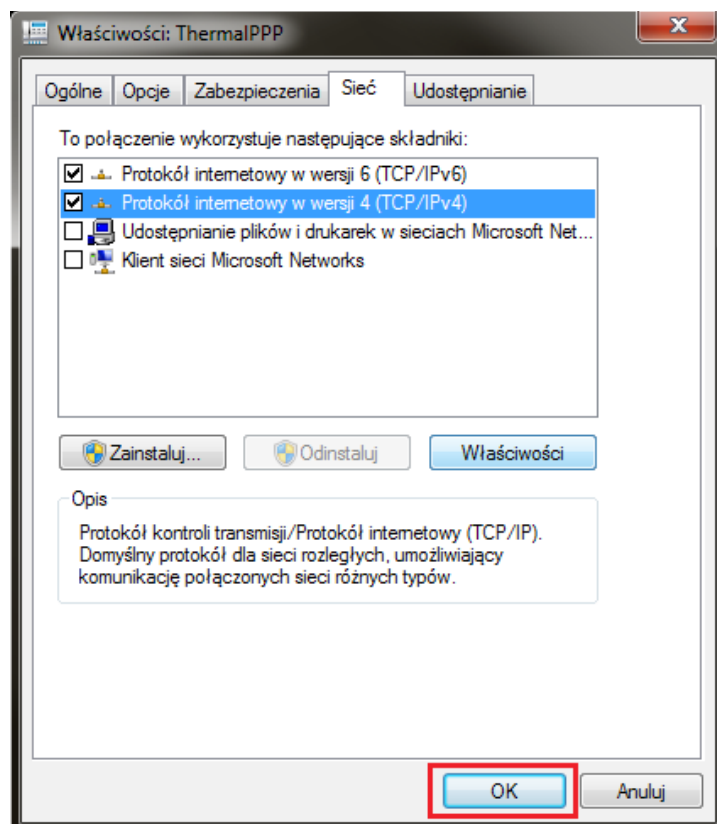 Właściwości: ThermalPPP
Ogólne Opcje Zabezpieczenia Sieć Udostępnianie
To połączenie wykorzystuje następujące składniki:
Protokół internetowy w wersji 6 (TCP/IPv6)
Protokół internetowy w wersji 4 (TCP/IPv4)
Udostępnianie plików i drukarek w sieciach Microsoft Net...
Klient sieci Microsoft Networks
Zainstaluj... Odinstaluj Właściwości
Opis
Protokół kontroli transmisji/Protokół internetowy (TCP/IP).
Domyślny protokół dla sieci rozległych, umożliwiający
komunikację połączonych sieci różnych typów.
OK Anuluj